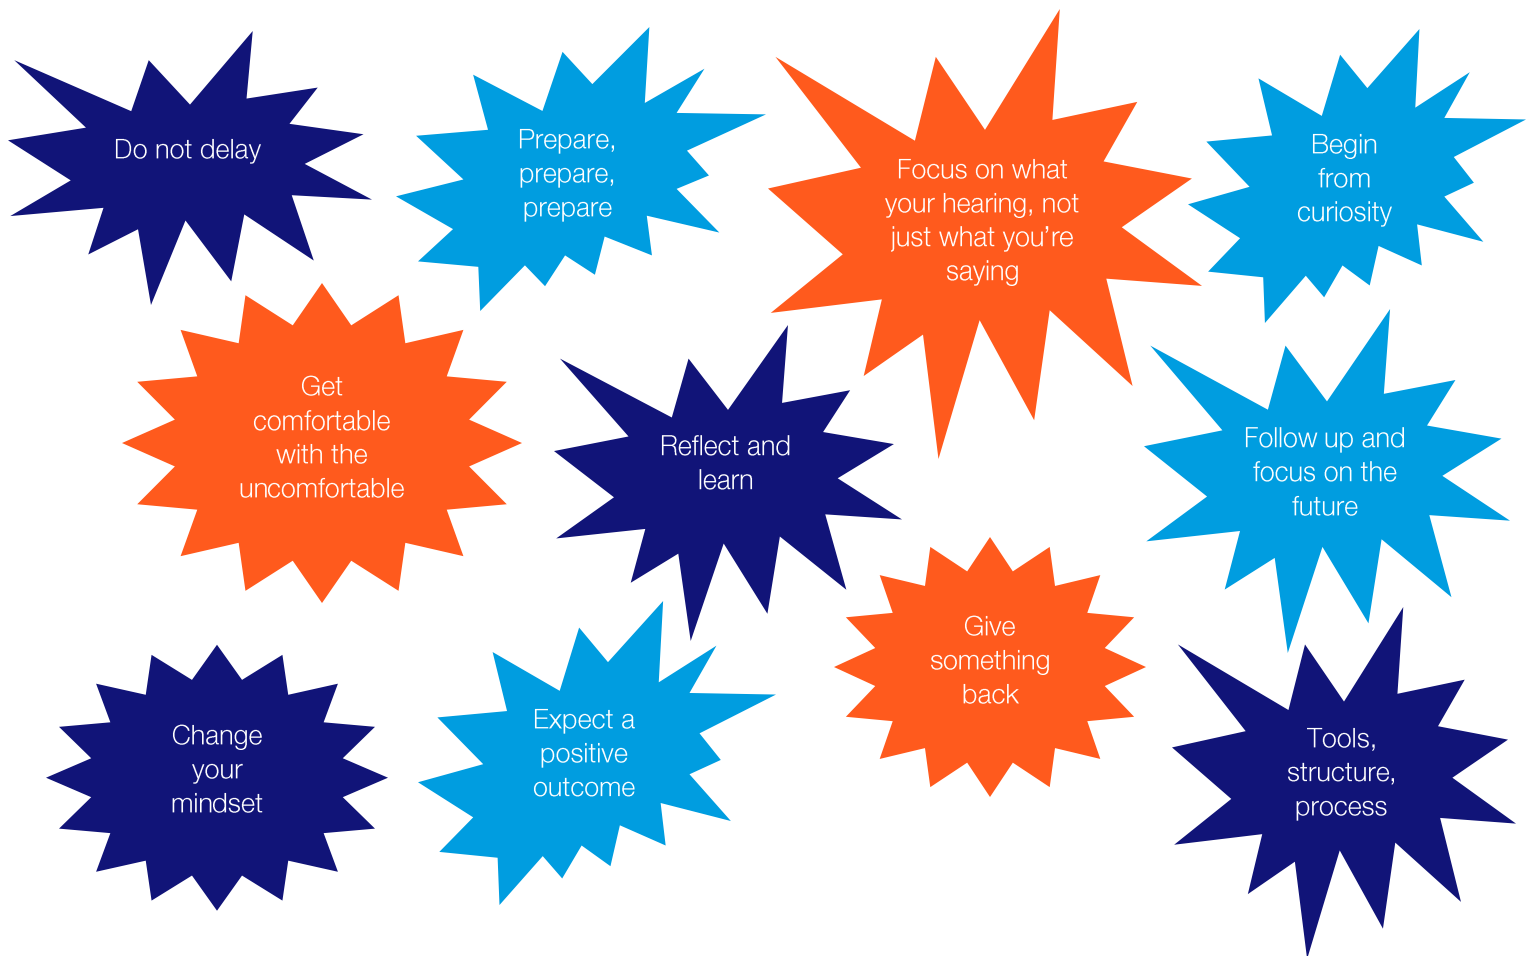 Do not delay
Prepare,
prepare,
prepare
Focus on what
your hearing, not
just what you’re
saying
Begin
from
curiosity
Get
comfortable
with the
uncomfortable
Reflect and
learn
Follow up and
focus on the
future
Give
something
back
Change
your
mindset
Expect a
positive
outcome
Tools,
structure,
process